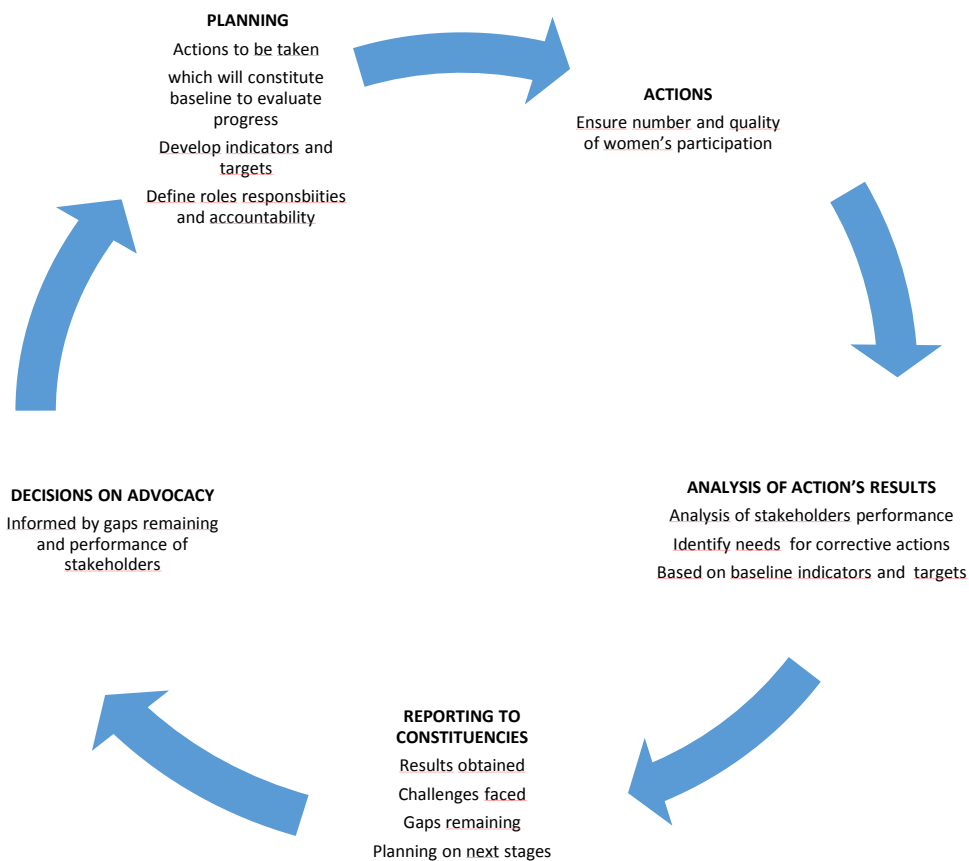 PLANNING
Actions to be taken
which will constitute
baseline to evaluate
progress
Develop indicators and
targets
Define roles responsbiities
and accountability
ACTIONS
Ensure number and quality
of women's participation
ANALYSIS OF ACTION'S RESULTS
Analysis of stakeholders performance
Identify needs for corrective actions
Based on baseline indicators and targets
REPORTING TO
CONSTITUENCIES
Results obtained
Challenges faced
Gaps remaining
Planning on next stages
DECISIONS ON ADVOCACY
Informed by gaps remaining
and performance of
stakeholders